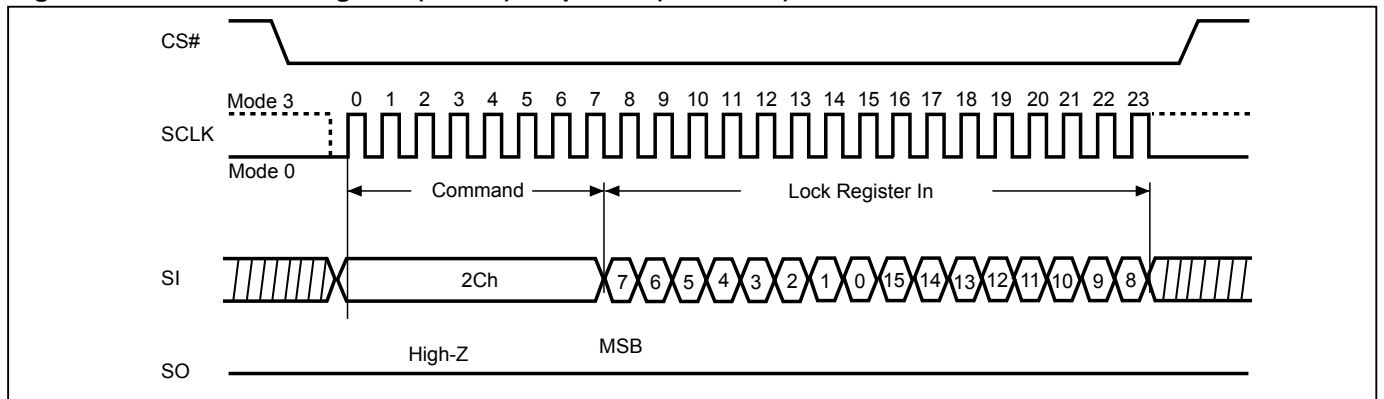 CS#
Mode 3 0 1 2 3 4 5 6 7 8 9 10 11 12 13 14 15 16 17 18 19 20 21 22 23
SCLK
Mode 0
Command Lock Register In
SI 2Ch 7 6 5 4 3 2 1 0 15 14 13 12 11 10 9 8
High-Z MSB
SO